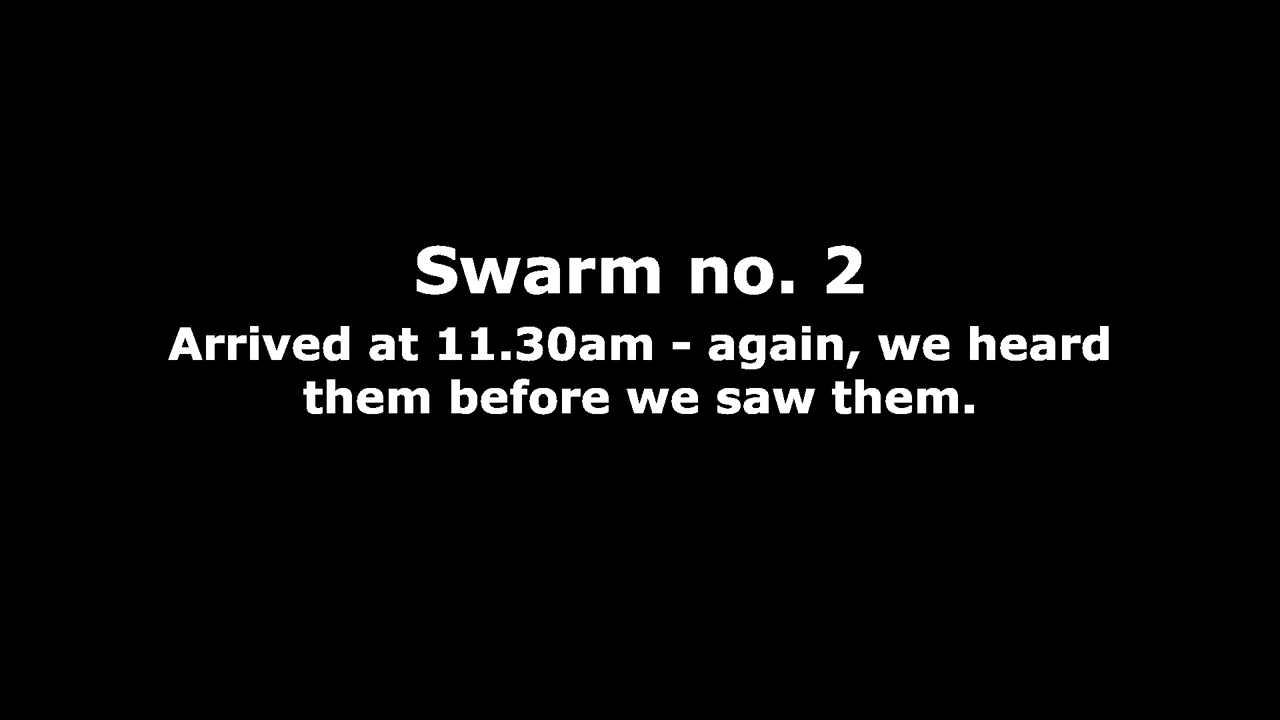 Swarm no. 2
Arrived at 11.30am - again, we heard
them before we saw them.